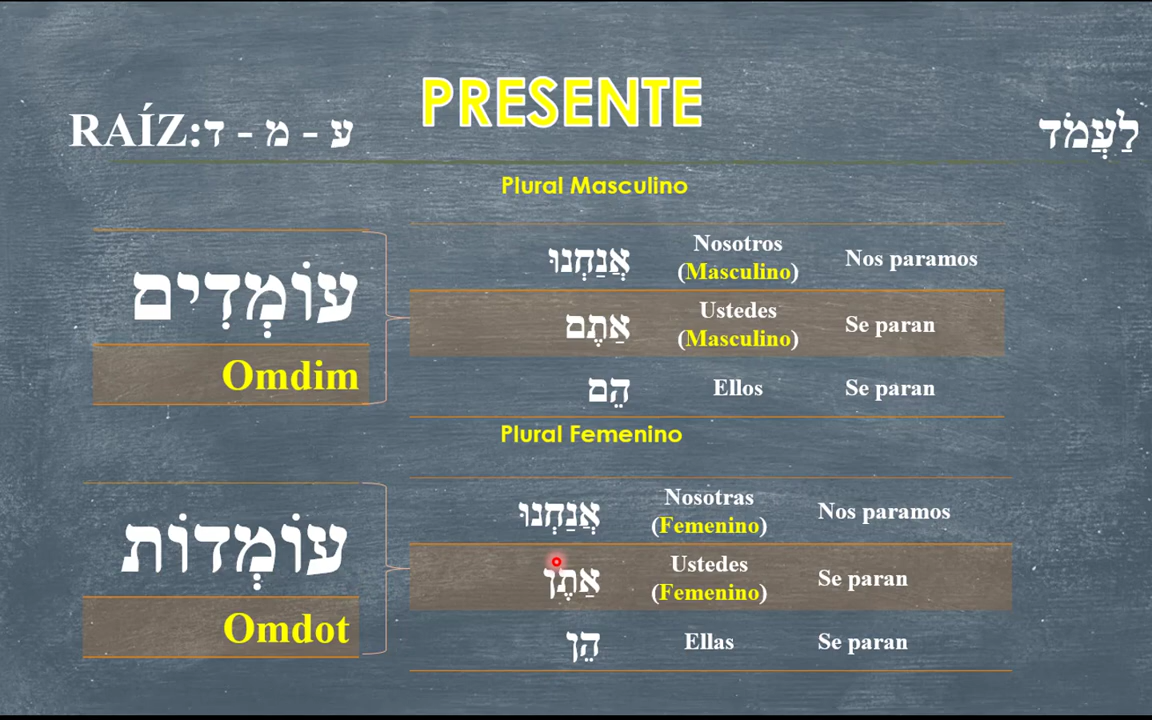 PRESENTE
RAÍZ: ע - מ - ד
לַעֲמֹד
Plural Masculino
עוֹמְדִים
Omdim
אֲנַחְנוּ Nosotros (Masculino) Nos paramos
אַתֶם Ustedes (Masculino) Se paran
הֵם Ellos Se paran
Plural Femenino
עוֹמְדוֹת
Omdot
אֲנַחְנוּ Nosotras (Femenino) Nos paramos
אַתֶן Ustedes (Femenino) Se paran
הֵן Ellas Se paran